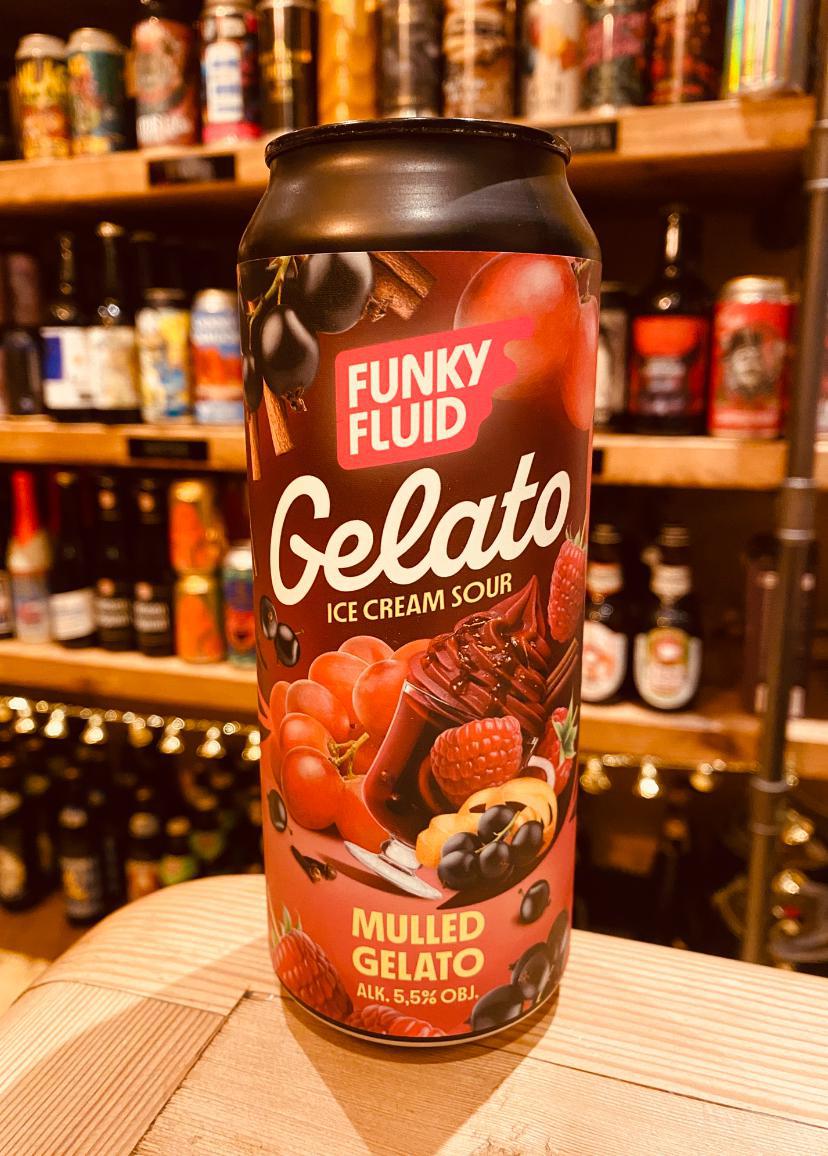 FUNKY
FLUID
Gelato
ICE CREAM SOUR
MULLED
GELATO
ALK. 5,5% OBJ.